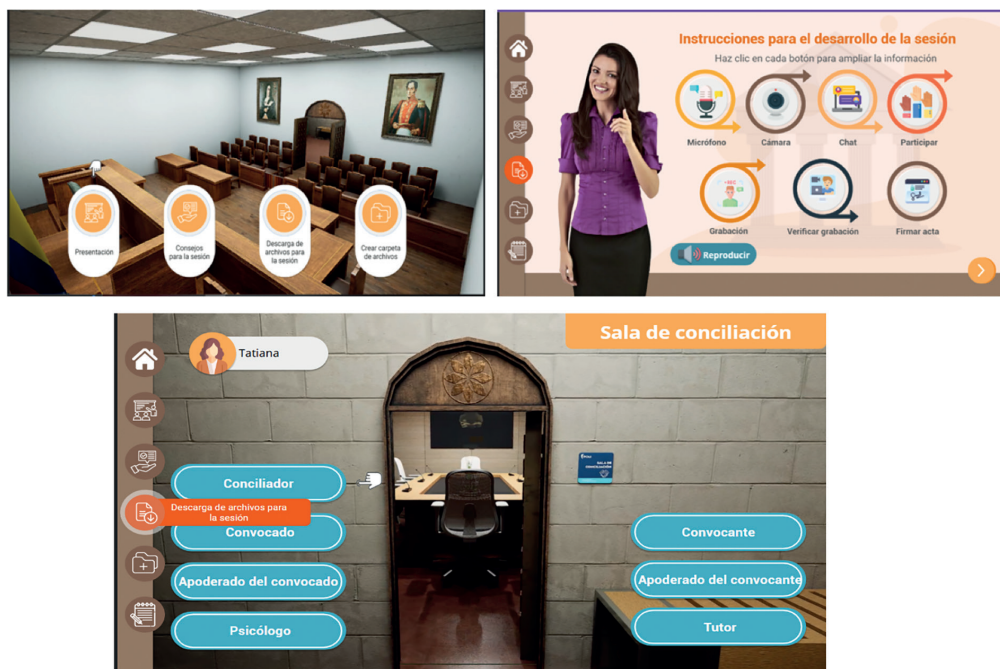 Presentación
Consejos
para la sesión
Descarga de
archivos para
la sesión
Crear carpeta
de archivos
Instrucciones para el desarrollo de la sesión
Haz clic en cada botón para ampliar la información
Micrófono
Cámara
Chat
Participar
Grabación
Verificar grabación
Firmar acta
Reproducir
Sala de conciliación
Tatiana
SALA DE
CONCILIACIÓN
Conciliador
Descarga de archivos para
la sesión
Convocado
Apoderado del convocado
Psicólogo
Convocante
Apoderado del convocante
Tutor